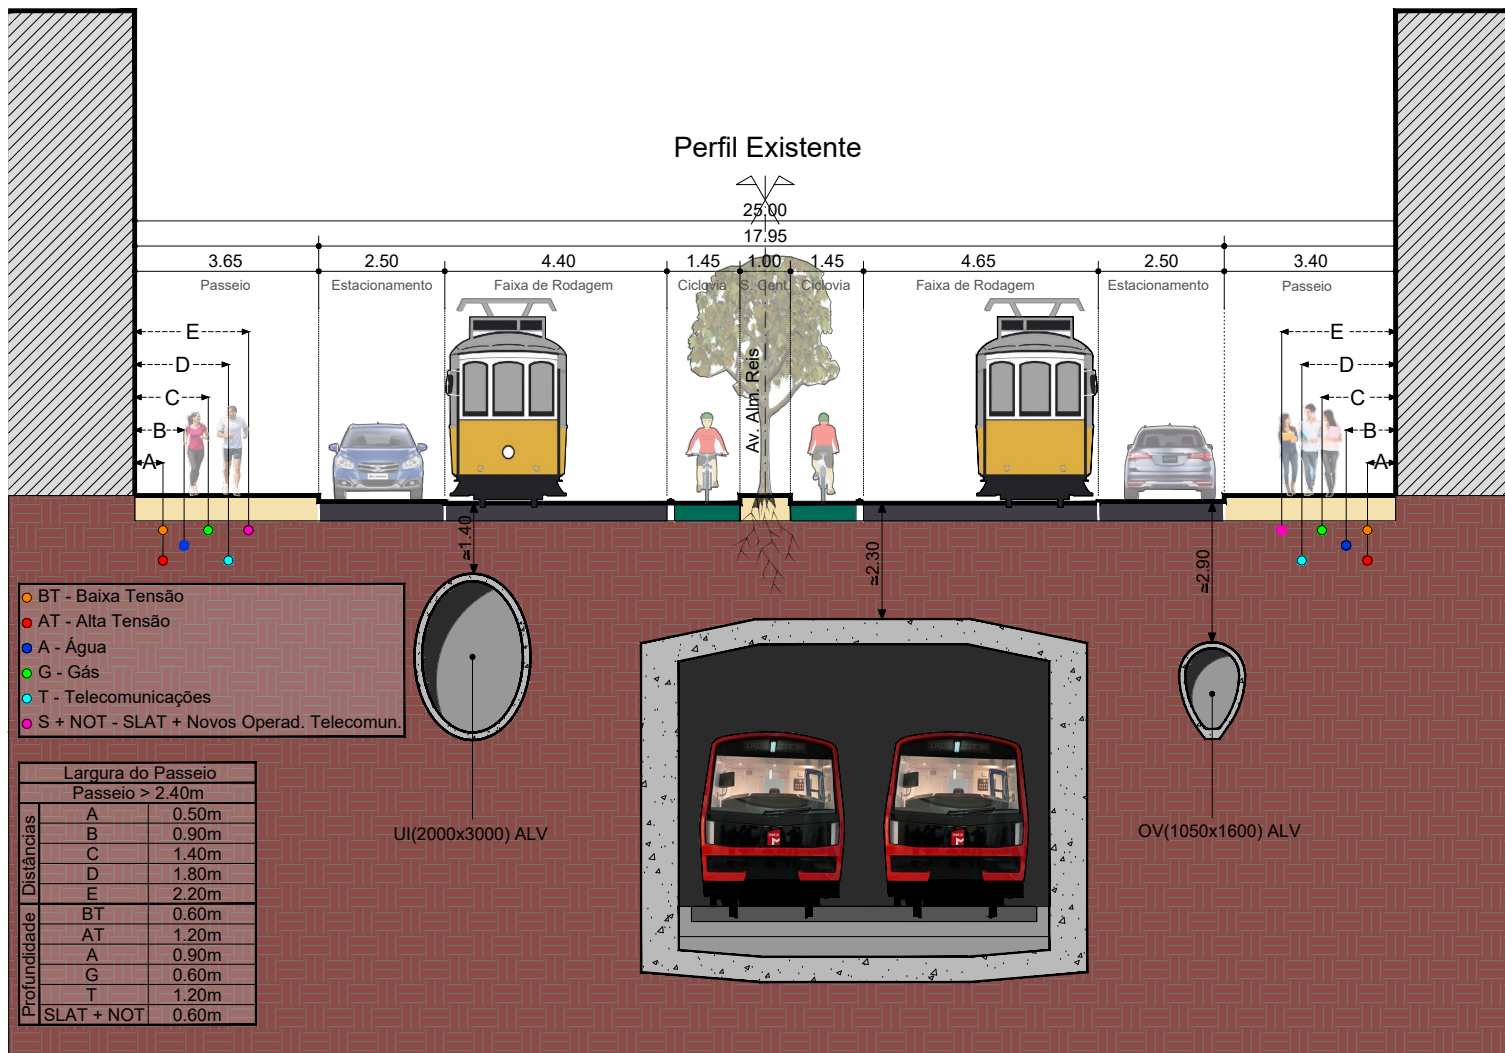 Perfil Existente
25.00
17.95
3.65
2.50
4.40
1.45
1.00
1.45
4.65
2.50
3.40
Passeio
Estacionamento
Faixa de Rodagem
Ciclovia
S. Cent.
Ciclovia
Faixa de Rodagem
Estacionamento
Passeio
E
D
C
B
A
Av. Alm. Reis
E
D
C
B
A
≃1.40
≃2.30
≃2.90
BT - Baixa Tensão
AT - Alta Tensão
A - Água
G - Gás
T - Telecomunicações
S + NOT - SLAT + Novos Operad. Telecomun.
Largura do Passeio
Passeio > 2.40m
Distâncias
A 0.50m
B 0.90m
C 1.40m
D 1.80m
E 2.20m
Profundidade
BT 0.60m
AT 1.20m
A 0.90m
G 0.60m
T 1.20m
SLAT + NOT 0.60m
UI(2000x3000) ALV
OV(1050x1600) ALV